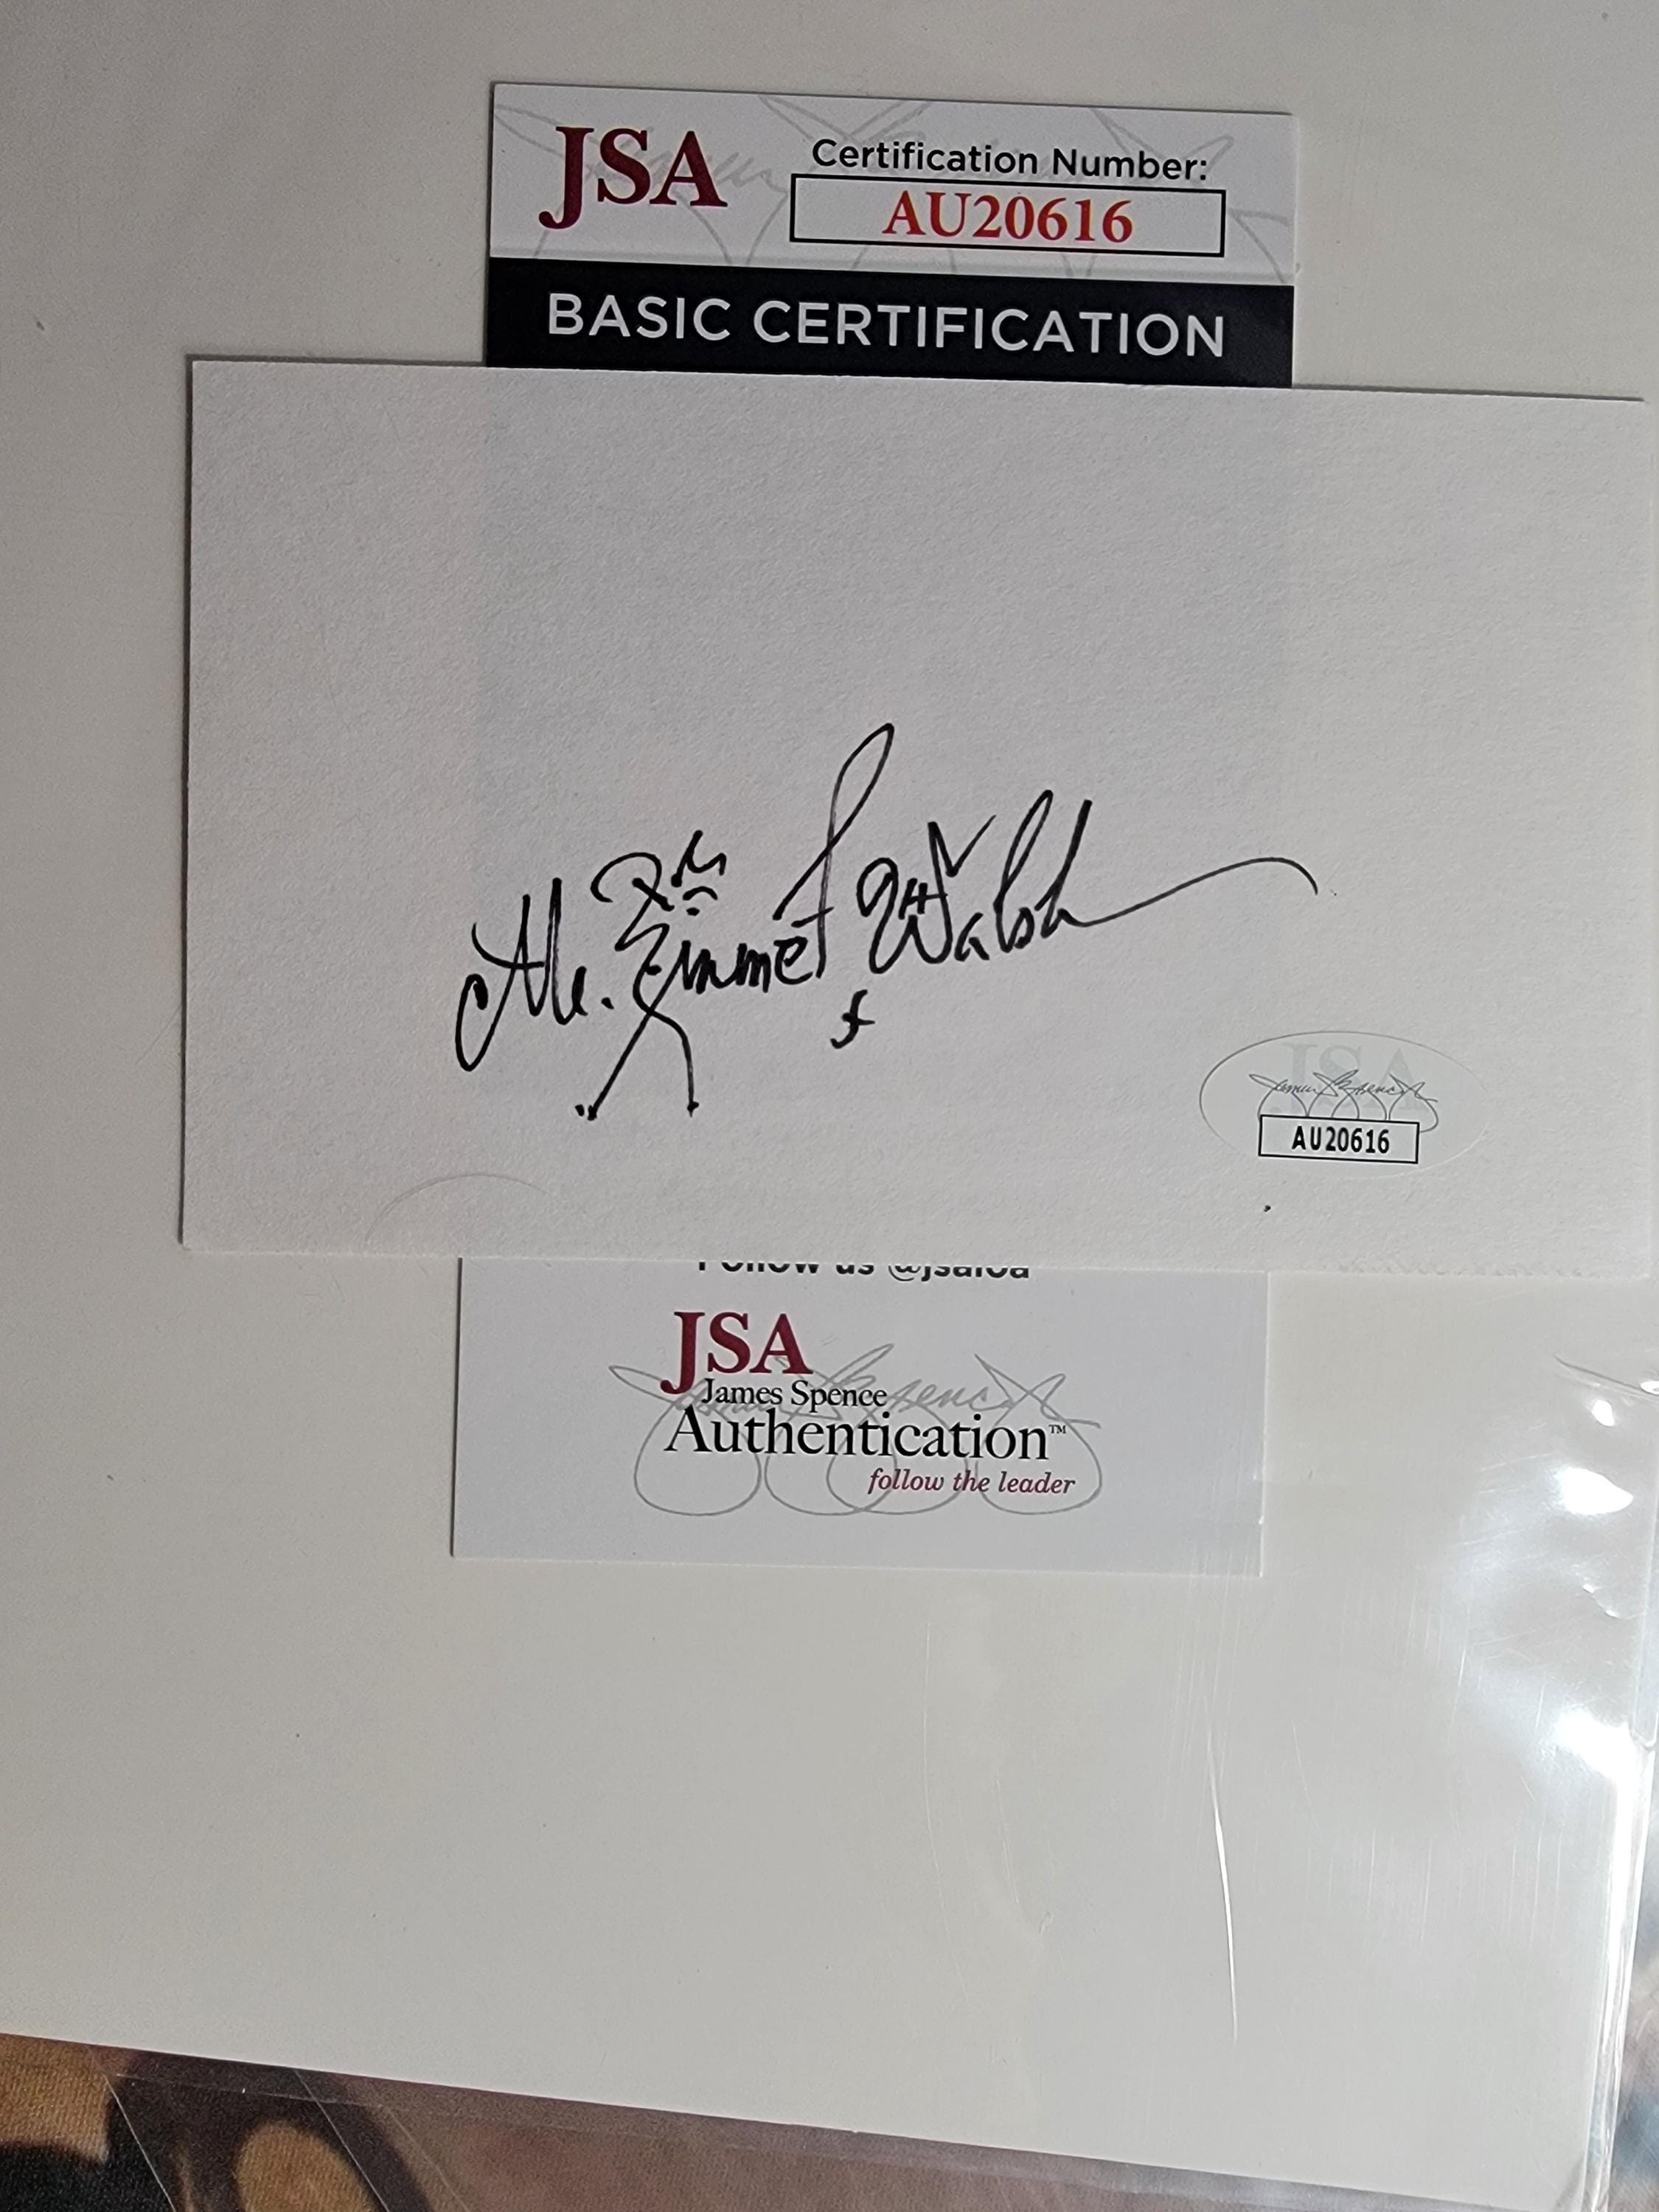 JSA
Certification Number:
AU20616
BASIC CERTIFICATION
M. Emmet Walsh
JSA
AU20616
Follow us @jsaloa
JSA
James Spence
Authentication™
follow the leader